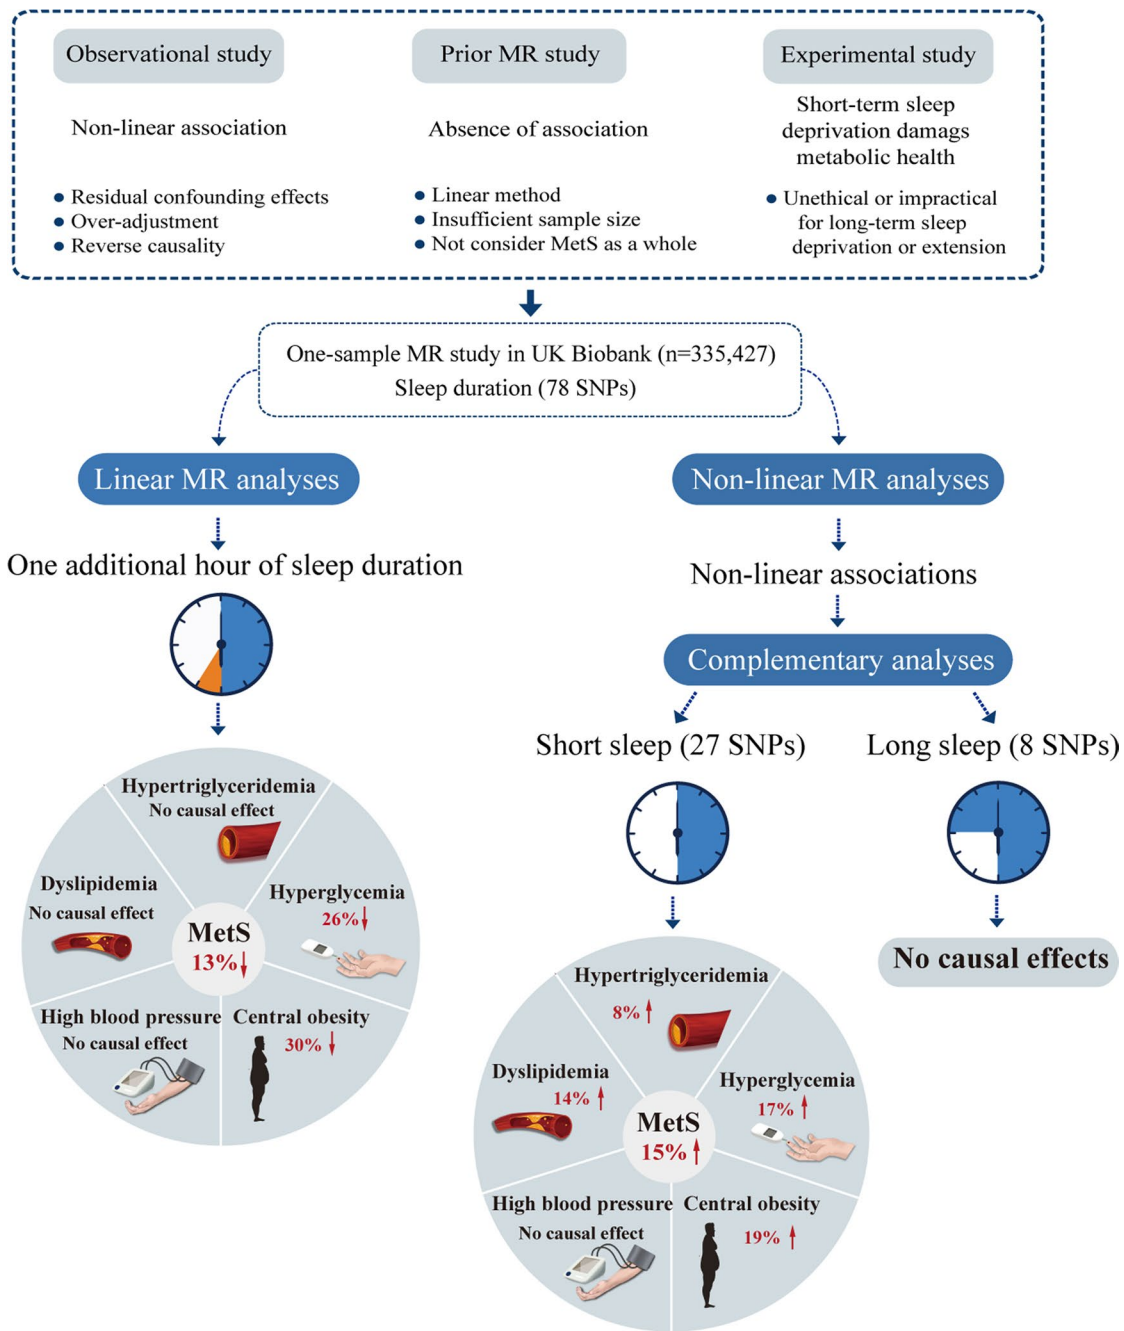 Observational study
Non-linear association
• Residual confounding effects
• Over-adjustment
• Reverse causality
Prior MR study
Absence of association
• Linear method
• Insufficient sample size
• Not consider MetS as a whole
Experimental study
Short-term sleep
deprivation damags
metabolic health
• Unethical or impractical
for long-term sleep
deprivation or extension
One-sample MR study in UK Biobank (n=335,427)
Sleep duration (78 SNPs)
Linear MR analyses
One additional hour of sleep duration
Hypertriglyceridemia
No causal effect
Dyslipidemia
No causal effect
Hyperglycemia
26%↓
MetS
13%↓
High blood pressure
No causal effect
Central obesity
30% ↓
Non-linear MR analyses
Non-linear associations
Complementary analyses
Short sleep (27 SNPs)
Hypertriglyceridemia
8% ↑
Dyslipidemia
14% ↑
Hyperglycemia
17% ↑
MetS
15% ↑
High blood pressure
No causal effect
Central obesity
19% ↑
Long sleep (8 SNPs)
No causal effects